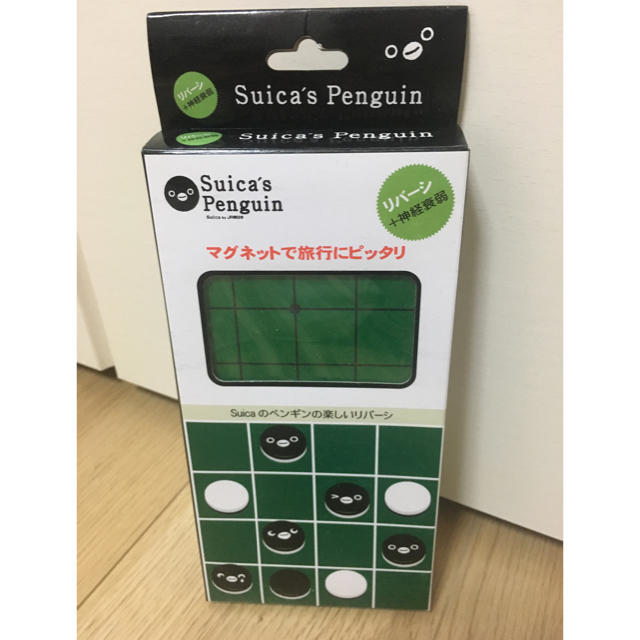 リバーシ
+神経衰弱
Suica's Penguin
Suica's Penguin
Suica's
Penguin
リバーシ
+神経衰弱
マグネットで旅行にピッタリ
Suicaのペンギンの楽しいリバーシ